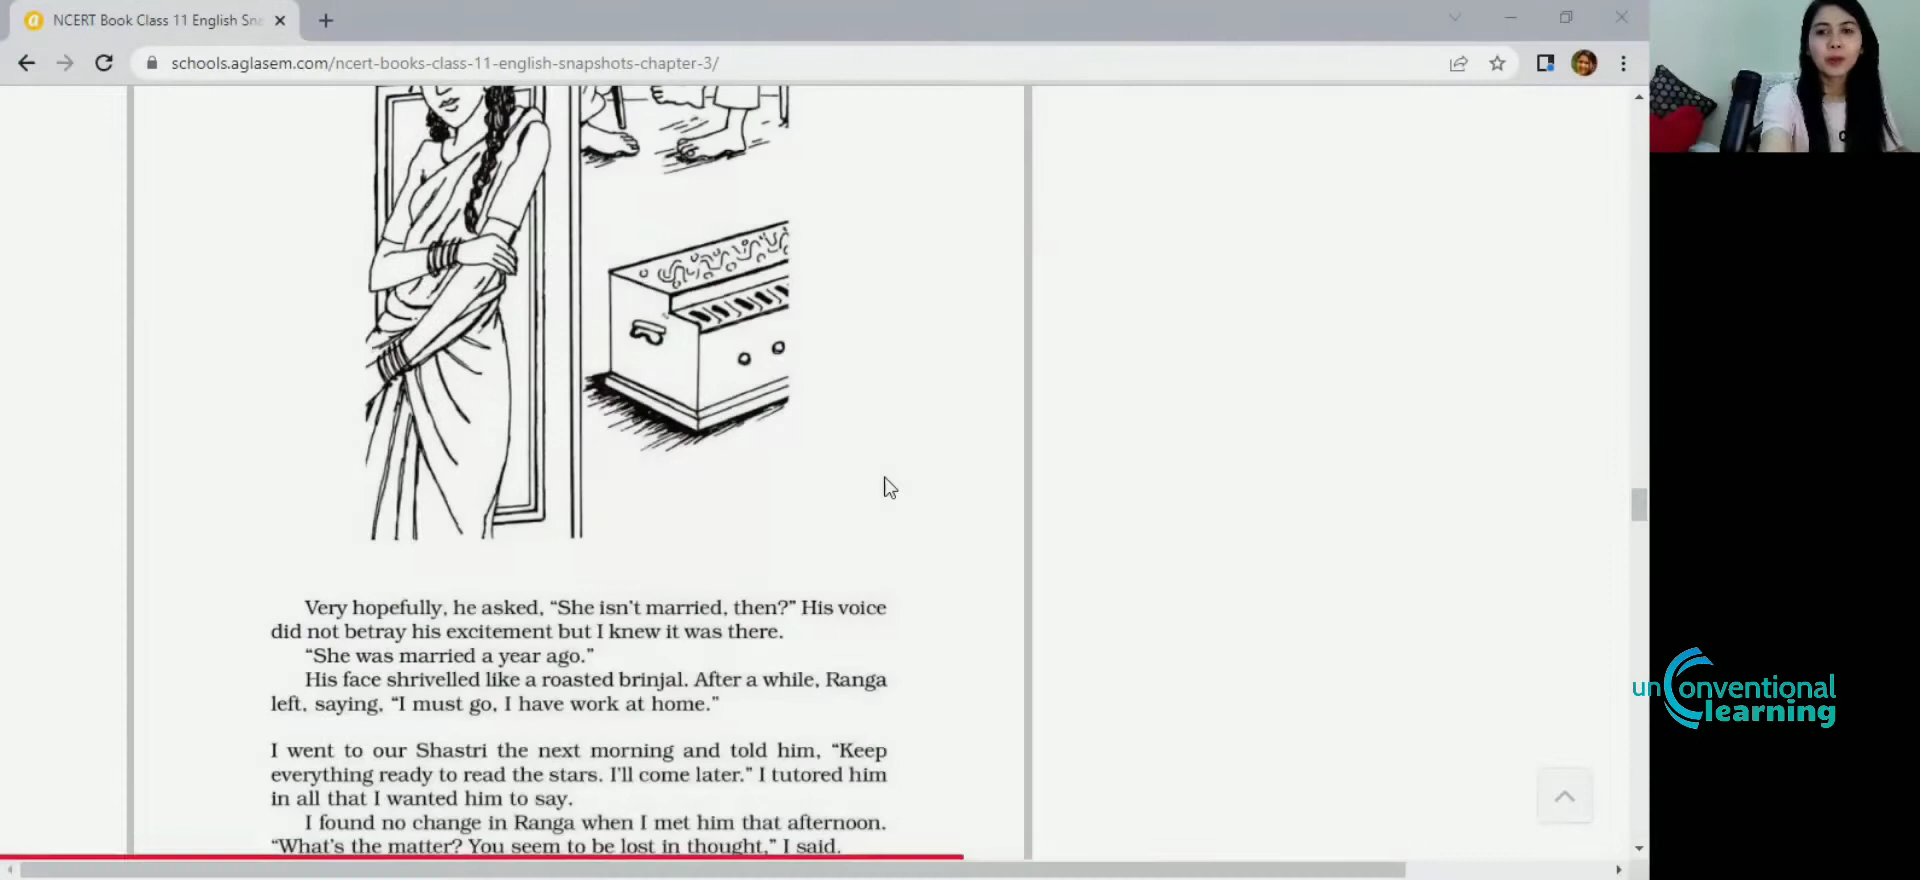 NCERT Book Class 11 English Sna
schools.aglasem.com/ncert-books-class-11-english-snapshots-chapter-3/
Very hopefully, he asked, “She isn't married, then?” His voice
did not betray his excitement but I knew it was there.
“She was married a year ago.”
His face shrivelled like a roasted brinjal. After a while, Ranga
left, saying, “I must go, I have work at home.”
I went to our Shastri the next morning and told him, “Keep
everything ready to read the stars. I'll come later.” I tutored him
in all that I wanted him to say.
I found no change in Ranga when I met him that afternoon.
“What's the matter? You seem to be lost in thought,” I said.
unConventional
learning